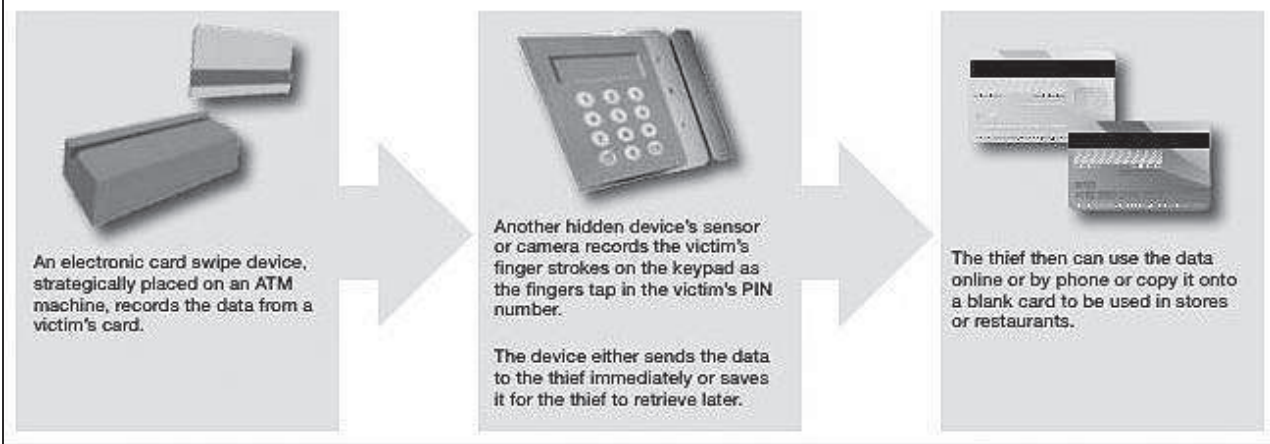 An electronic card swipe device,
strategically placed on an ATM
machine, records the data from a
victim's card.
Another hidden device's sensor
or camera records the victim's
finger strokes on the keypad as
the fingers tap in the victim's PIN
number.
The device either sends the data
to the thief immediately or saves
it for the thief to retrieve later.
The thief then can use the data
online or by phone or copy it onto
a blank card to be used in stores
or restaurants.